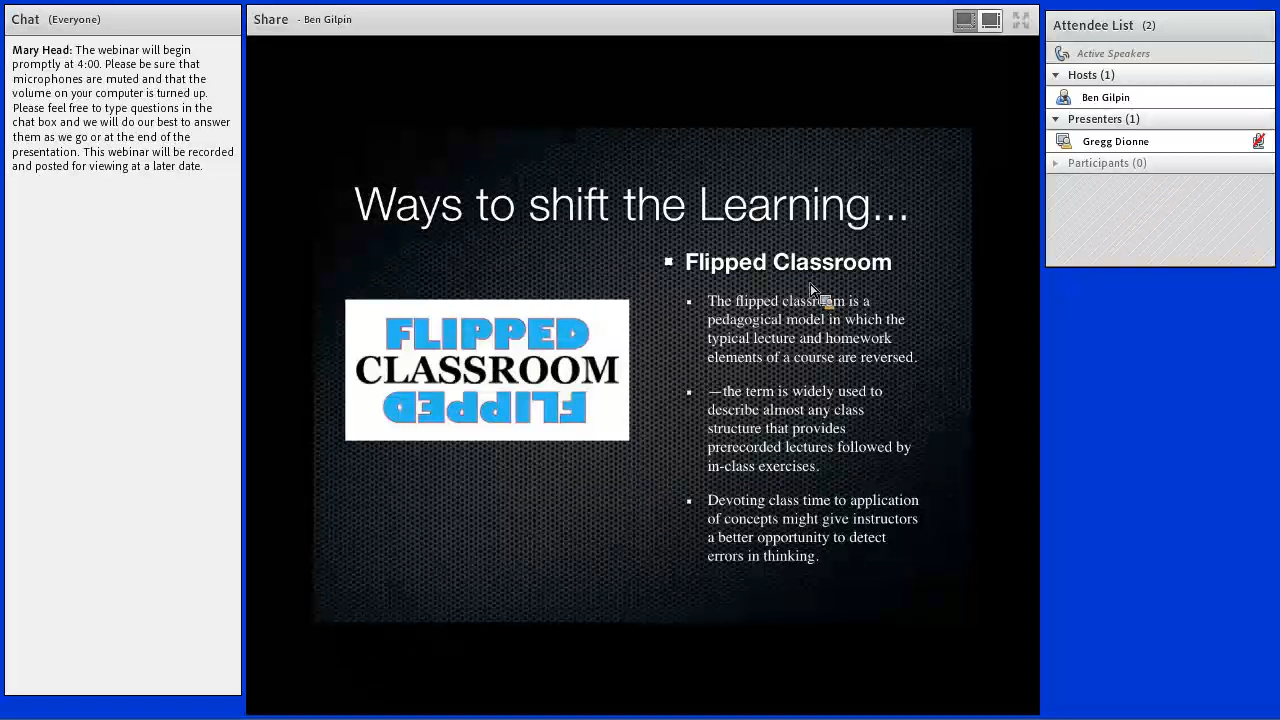 Chat (Everyone)
Mary Head: The webinar will begin
promptly at 4:00. Please be sure that
microphones are muted and that the
volume on your computer is turned up.
Please feel free to type questions in the
chat box and we will do our best to answer
them as we go or at the end of the
presentation. This webinar will be recorded
and posted for viewing at a later date.
Share - Ben Gilpin
Ways to shift the Learning...
FLIPPED
CLASSROOM
FLIPPED
Flipped Classroom
The flipped classroom is a
pedagogical model in which the
typical lecture and homework
elements of a course are reversed.
—the term is widely used to
describe almost any class
structure that provides
prerecorded lectures followed by
in-class exercises.
Devoting class time to application
of concepts might give instructors
a better opportunity to detect
errors in thinking.
Attendee List (2)
Active Speakers
Hosts (1)
Ben Gilpin
Presenters (1)
Gregg Dionne
Participants (0)